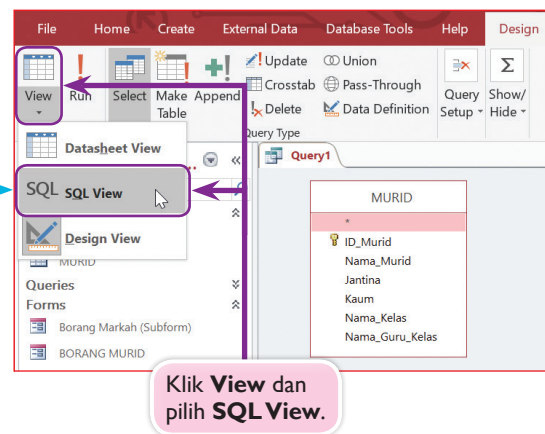 File Home Create External Data Database Tools Help Design
View Run Select Make Table Append
Update Union
Crosstab Pass-Through
Delete Data Definition
Query Setup Show/Hide
Query Type
Datasheet View
SQL SQL View
Design View
MURID
Queries
Forms
Borang Markah (Subform)
BORANG MURID
Query1
MURID
*
ID_Murid
Nama_Murid
Jantina
Kaum
Nama_Kelas
Nama_Guru_Kelas
Klik View dan
pilih SQL View.